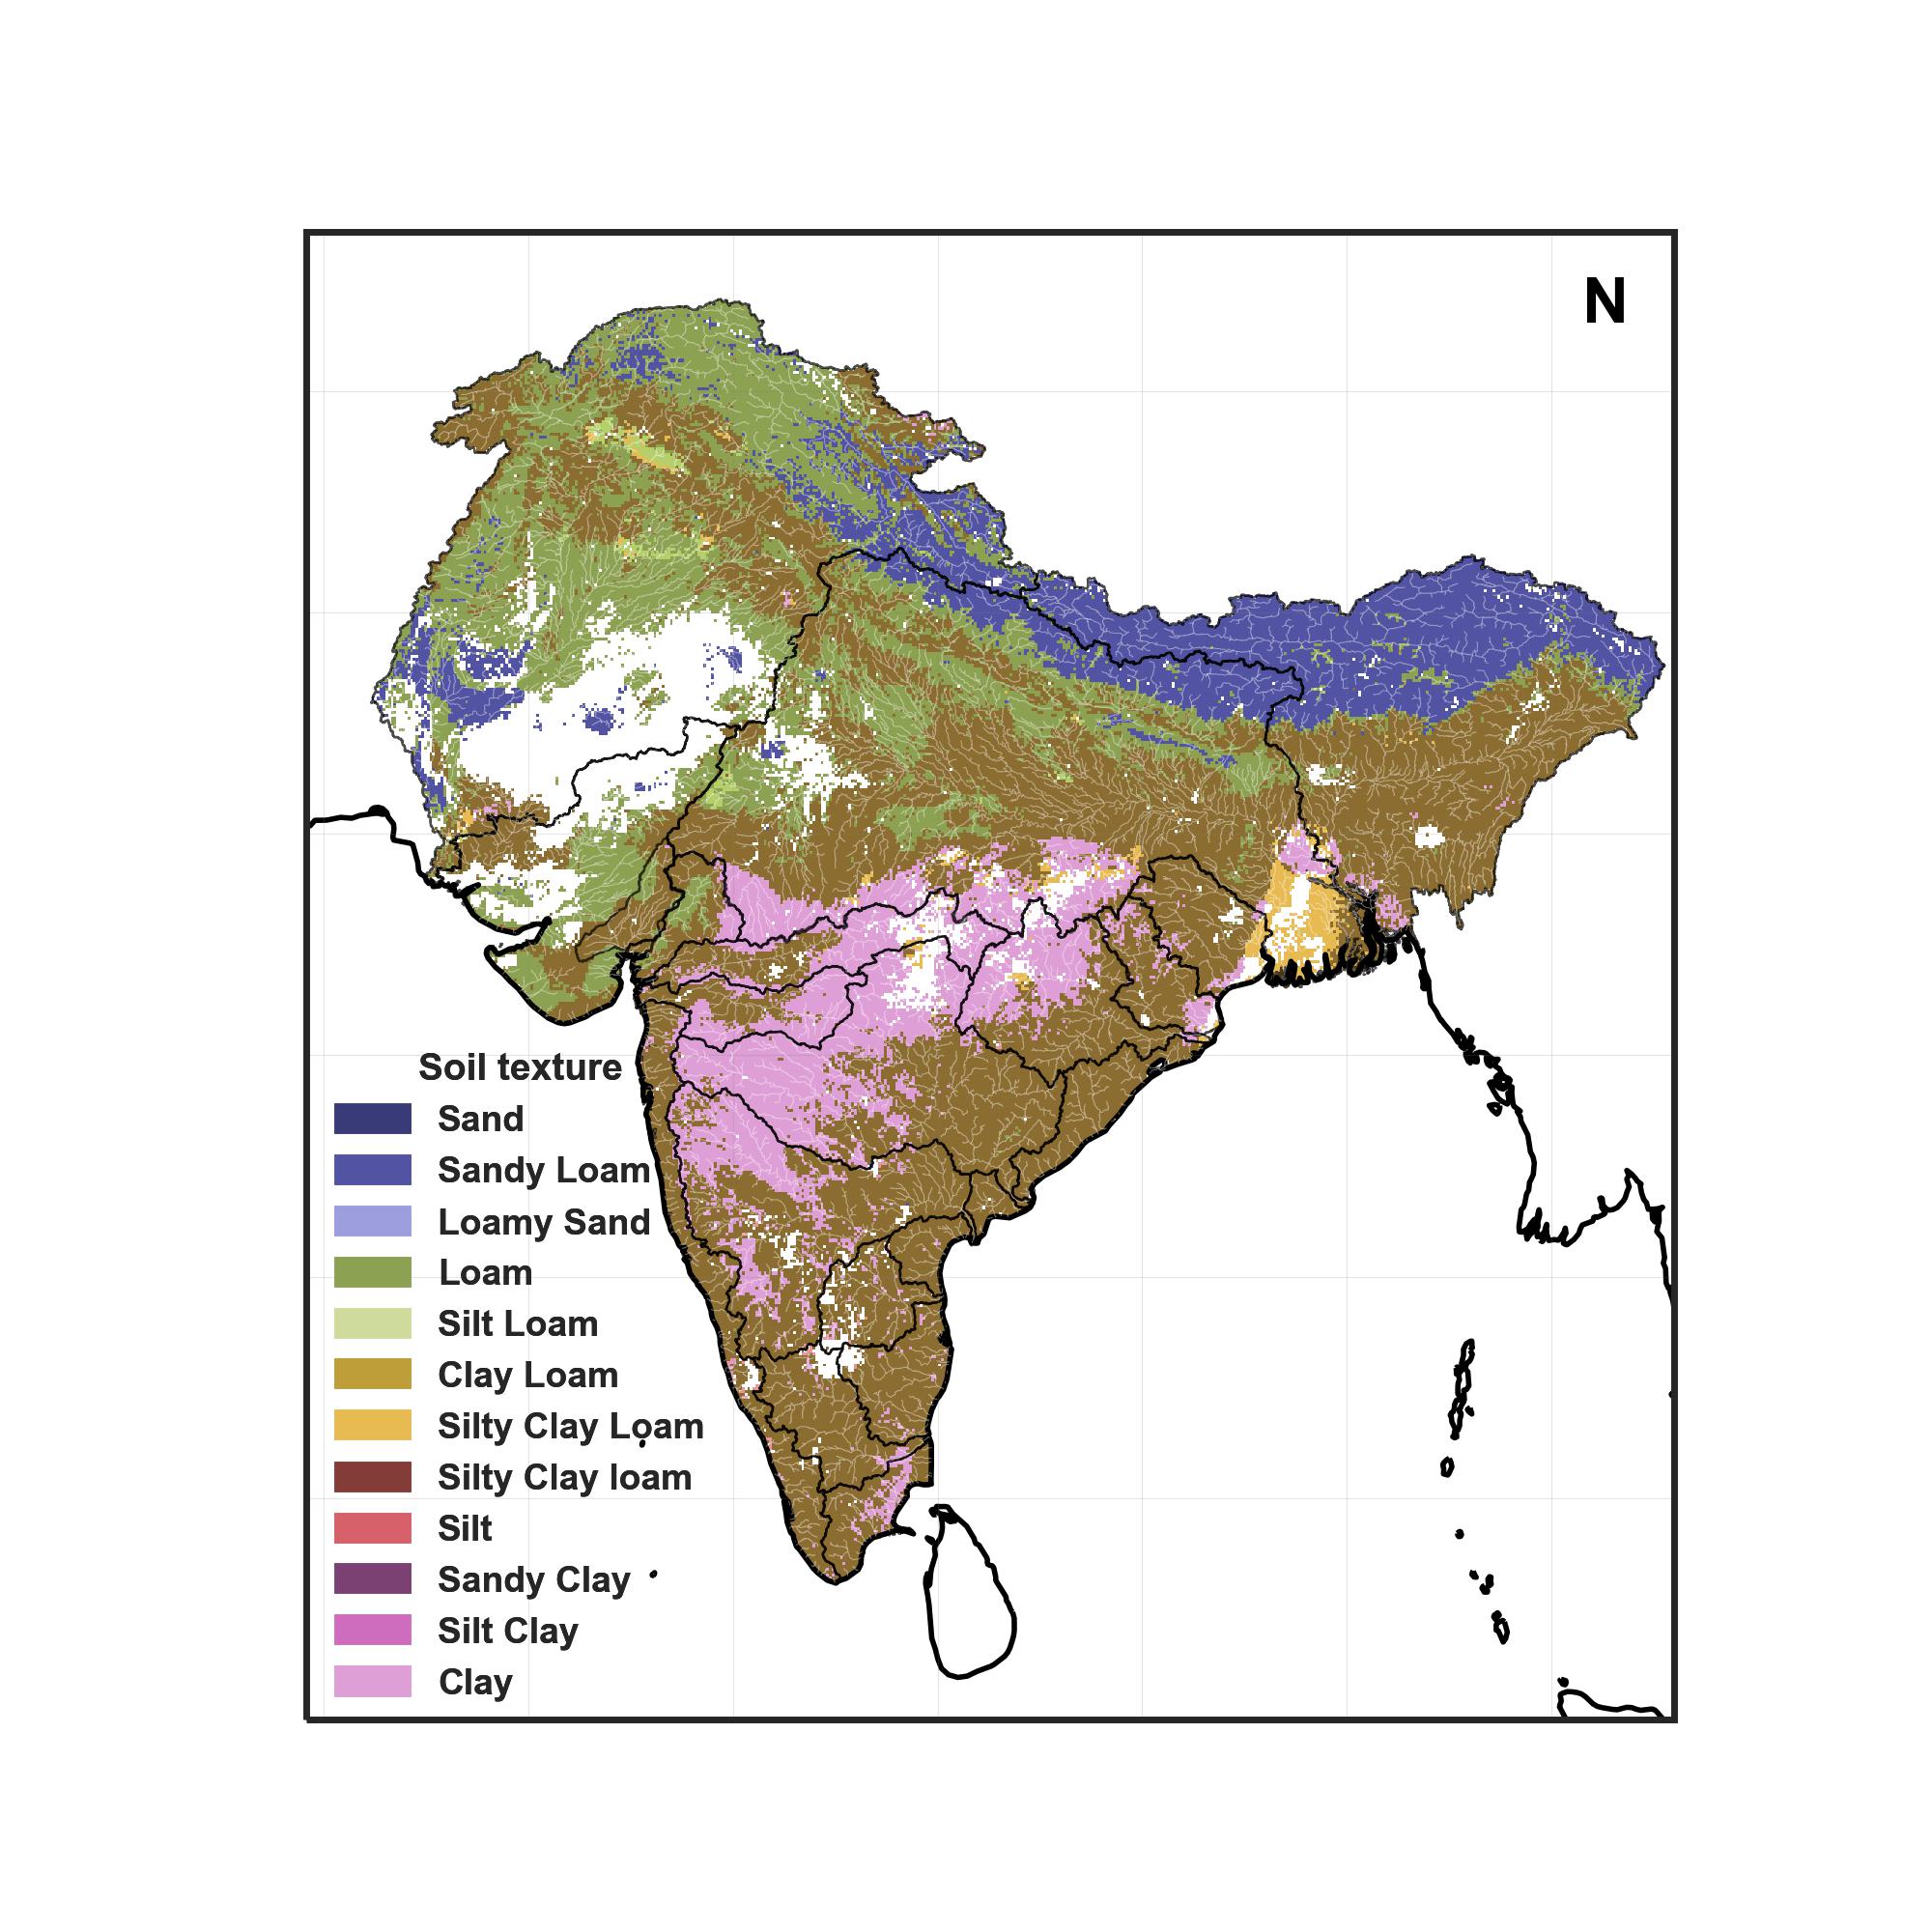 N
Soil texture
Sand
Sandy Loam
Loamy Sand
Loam
Silt Loam
Clay Loam
Silty Clay Loam
Silty Clay loam
Silt
Sandy Clay
Silt Clay
Clay